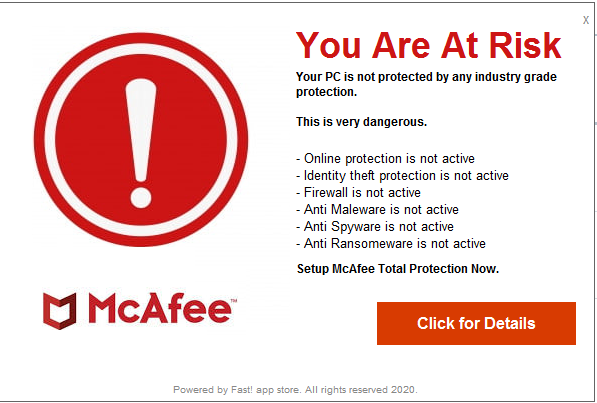 X
You Are At Risk
Your PC is not protected by any industry grade
protection.
This is very dangerous.
- Online protection is not active
- Identity theft protection is not active
- Firewall is not active
- Anti Maleware is not active
- Anti Spyware is not active
- Anti Ransomeware is not active
Setup McAfee Total Protection Now.
McAfee™
Click for Details
Powered by Fast! app store. All rights reserved 2020.